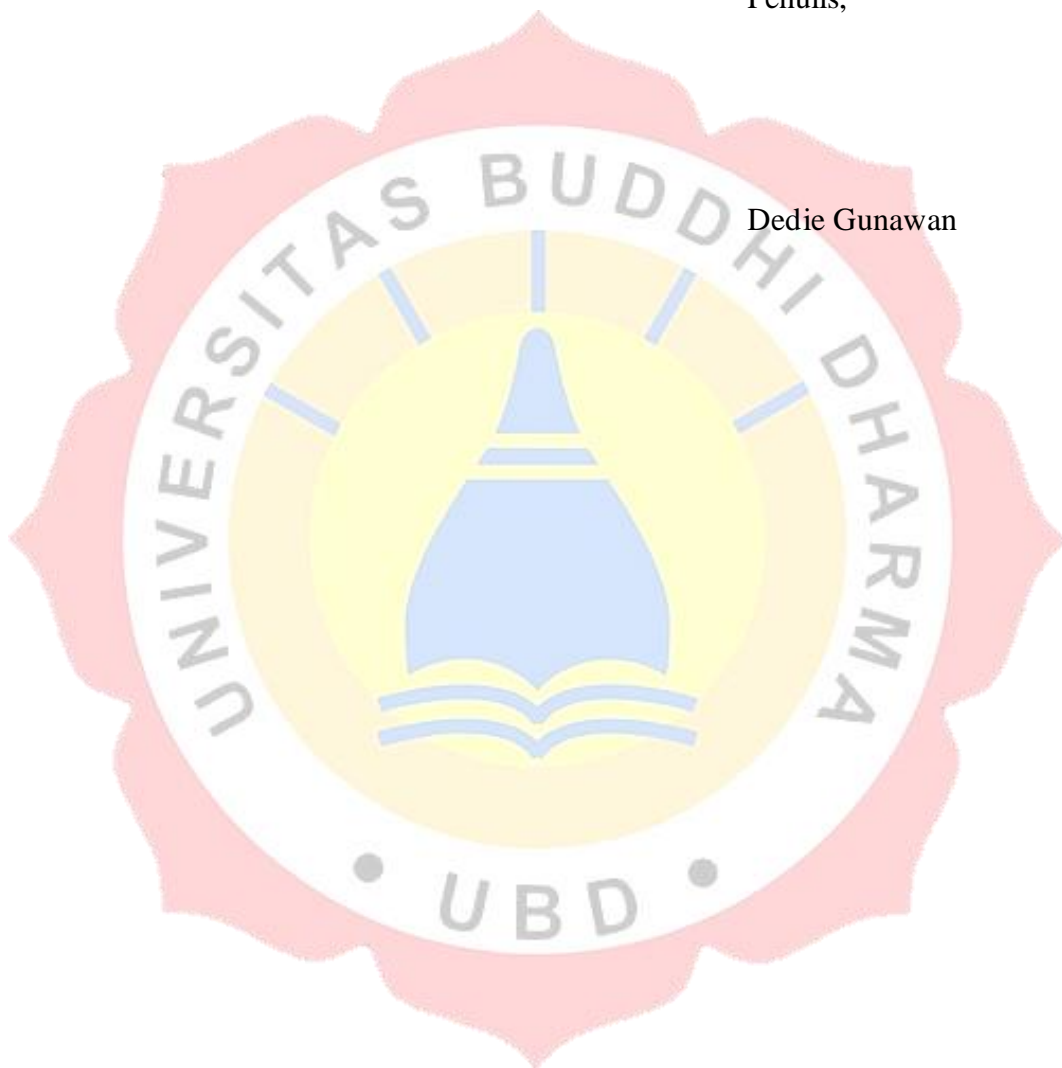 Penulis,
Dedie Gunawan
UNIVERSITAS BUDDHI DHARMA
• UBD •